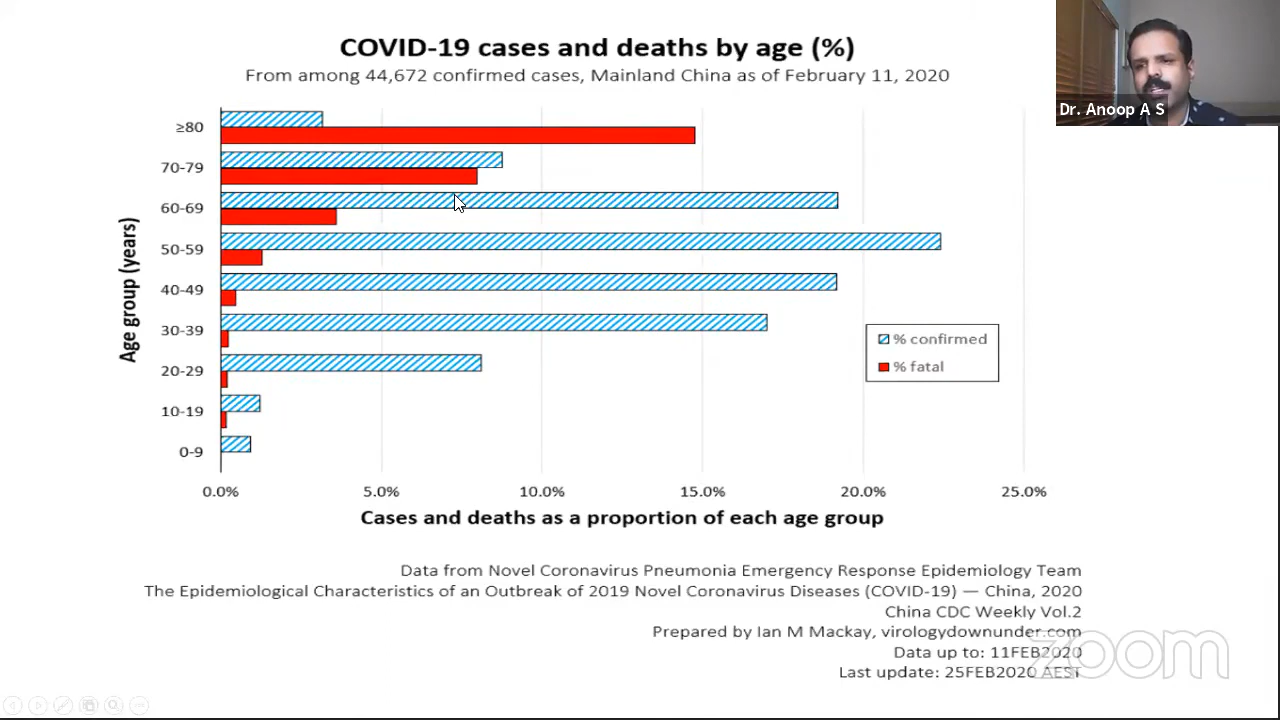 COVID-19 cases and deaths by age (%)
From among 44,672 confirmed cases, Mainland China as of February 11, 2020
Dr. Anoop A S
Age group (years)
≥80
70-79
60-69
50-59
40-49
30-39
20-29
10-19
0-9
% confirmed
% fatal
0.0% 5.0% 10.0% 15.0% 20.0% 25.0%
Cases and deaths as a proportion of each age group
Data from Novel Coronavirus Pneumonia Emergency Response Epidemiology Team
The Epidemiological Characteristics of an Outbreak of 2019 Novel Coronavirus Diseases (COVID-19) — China, 2020
China CDC Weekly Vol.2
Prepared by Ian M Mackay, virologydownunder.com
Data up to: 11FEB2020
Last update: 25FEB2020 AEST
zoom